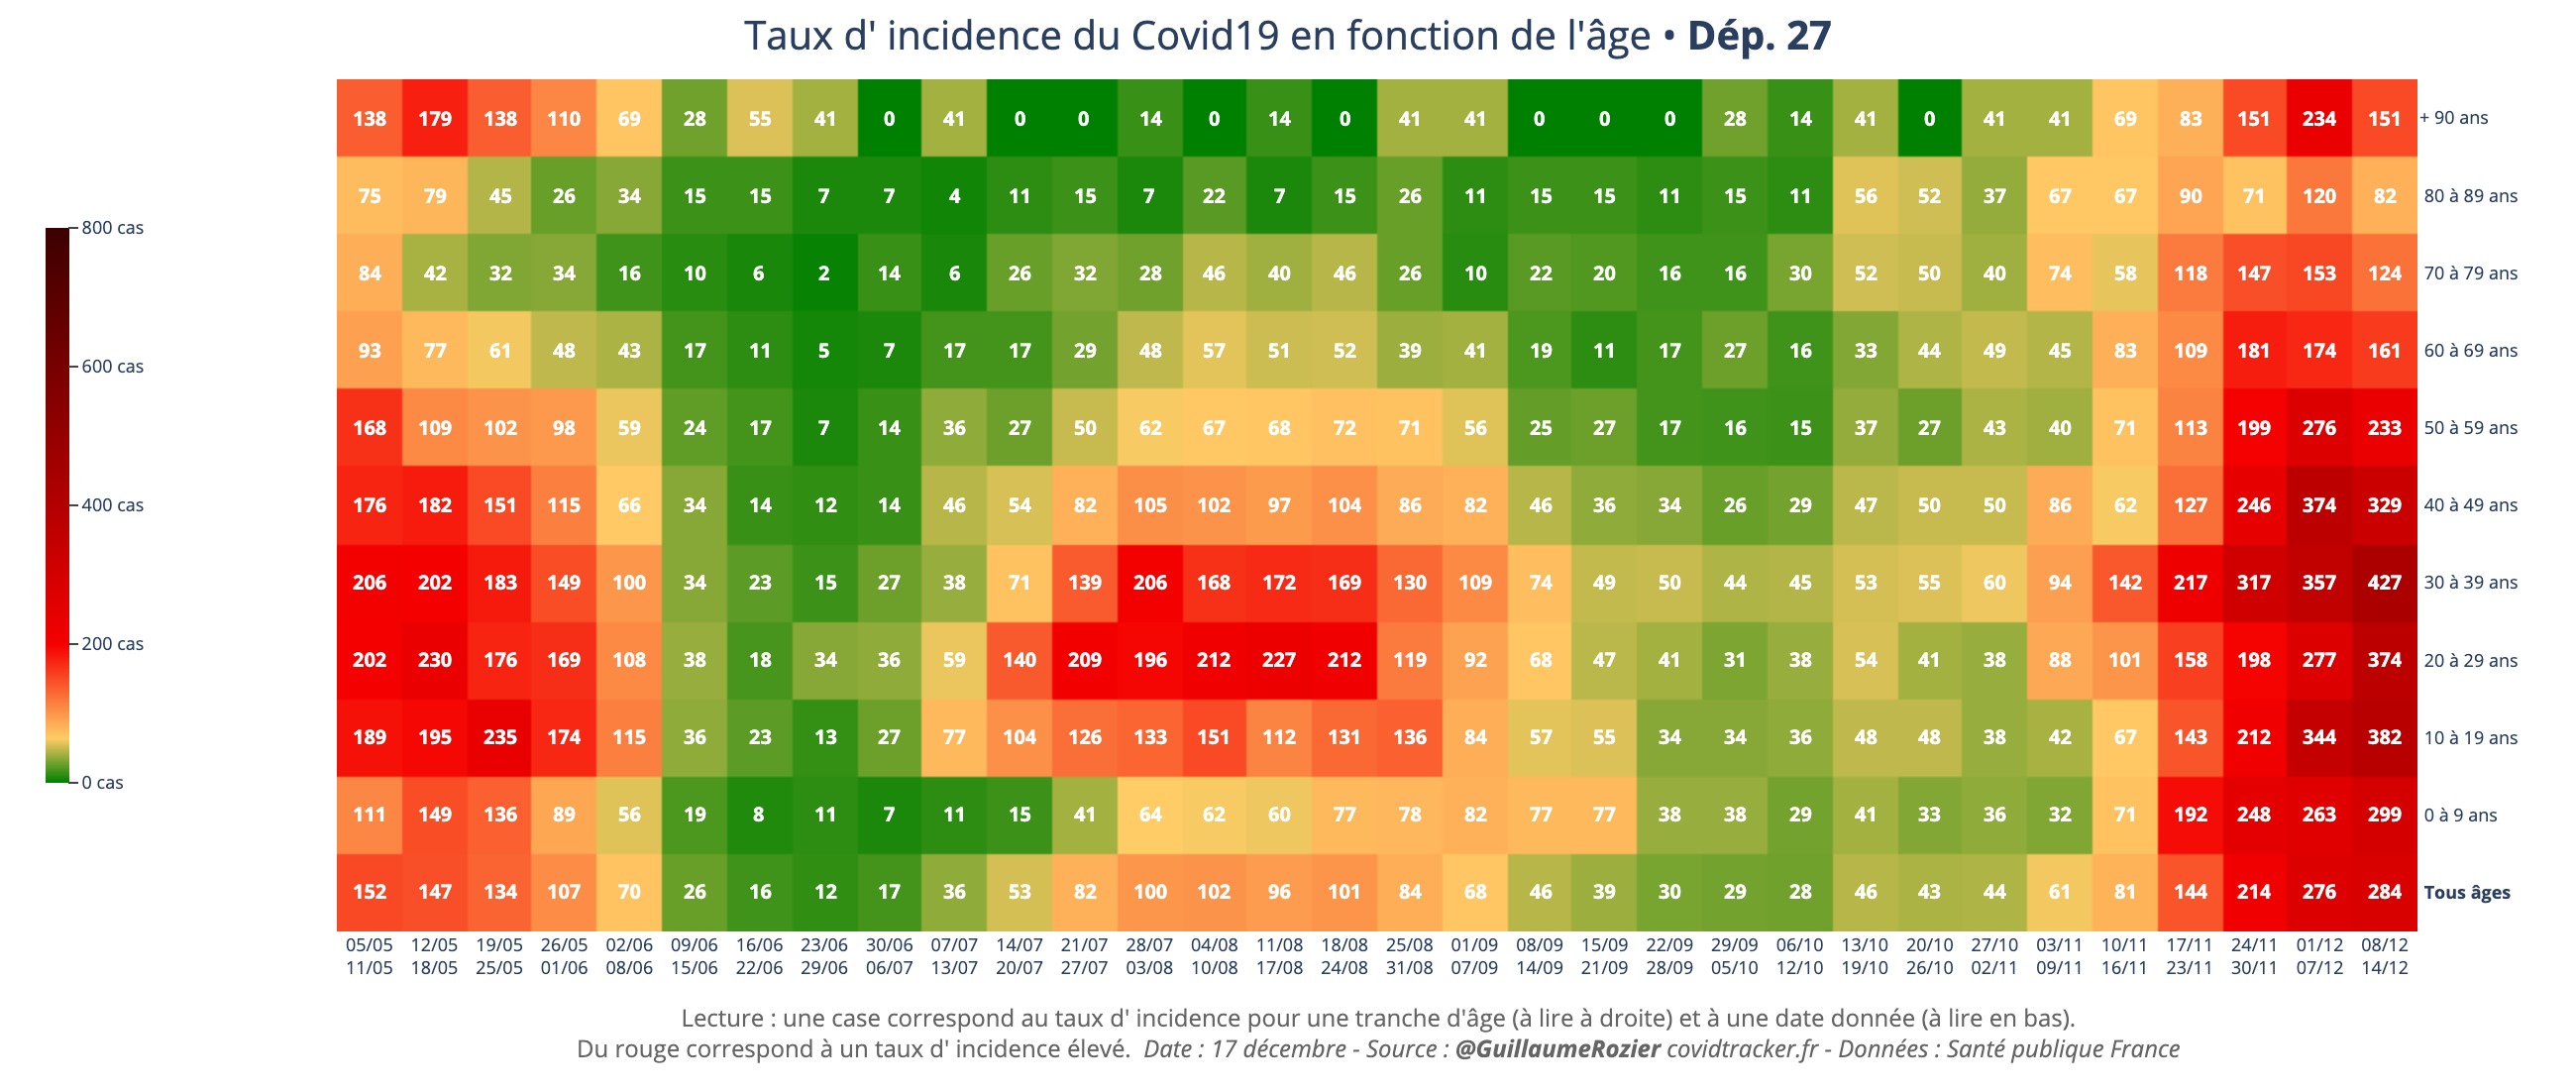 Taux d' incidence du Covid19 en fonction de l'âge • Dép. 27
138 179 138 110 69 28 55 41 0 41 0 0 14 0 14 0 41 41 0 0 0 28 14 41 0 41 41 69 83 151 234 151 + 90 ans
75 79 45 26 34 15 15 7 7 4 11 15 7 22 7 15 26 11 15 15 11 15 11 56 52 37 67 67 90 71 120 82 80 à 89 ans
800 cas
84 42 32 34 16 10 6 2 14 6 26 32 28 46 40 46 26 10 22 20 16 16 30 52 50 40 74 58 118 147 153 124 70 à 79 ans
93 77 61 48 43 17 11 5 7 17 17 29 48 57 51 52 39 41 19 11 17 27 16 33 44 49 45 83 109 181 174 161 60 à 69 ans
600 cas
168 109 102 98 59 24 17 7 14 36 27 50 62 67 68 72 71 56 25 27 17 16 15 37 27 43 40 71 113 199 276 233 50 à 59 ans
400 cas
176 182 151 115 66 34 14 12 14 46 54 82 105 102 97 104 86 82 46 36 34 26 29 47 50 50 86 62 127 246 374 329 40 à 49 ans
206 202 183 149 100 34 23 15 27 38 71 139 206 168 172 169 130 109 74 49 50 44 45 53 55 60 94 142 217 317 357 427 30 à 39 ans
200 cas
202 230 176 169 108 38 18 34 36 59 140 209 196 212 227 212 119 92 68 47 41 31 38 54 41 38 88 101 158 198 277 374 20 à 29 ans
189 195 235 174 115 36 23 13 27 77 104 126 133 151 112 131 136 84 57 55 34 34 36 48 48 38 42 67 143 212 344 382 10 à 19 ans
0 cas
111 149 136 89 56 19 8 11 7 11 15 41 64 62 60 77 78 82 77 77 38 38 29 41 33 36 32 71 192 248 263 299 0 à 9 ans
152 147 134 107 70 26 16 12 17 36 53 82 100 102 96 101 84 68 46 39 30 29 28 46 43 44 61 81 144 214 276 284 Tous âges
05/05 12/05 19/05 26/05 02/06 09/06 16/06 23/06 30/06 07/07 14/07 21/07 28/07 04/08 11/08 18/08 25/08 01/09 08/09 15/09 22/09 29/09 06/10 13/10 20/10 27/10 03/11 10/11 17/11 24/11 01/12 08/12
11/05 18/05 25/05 01/06 08/06 15/06 22/06 29/06 06/07 13/07 20/07 27/07 03/08 10/08 17/08 24/08 31/08 07/09 14/09 21/09 28/09 05/10 12/10 19/10 26/10 02/11 09/11 16/11 23/11 30/11 07/12 14/12
Lecture : une case correspond au taux d' incidence pour une tranche d'âge (à lire à droite) et à une date donnée (à lire en bas).
Du rouge correspond à un taux d' incidence élevé. Date : 17 décembre - Source : @GuillaumeRozier covidtracker.fr - Données : Santé publique France